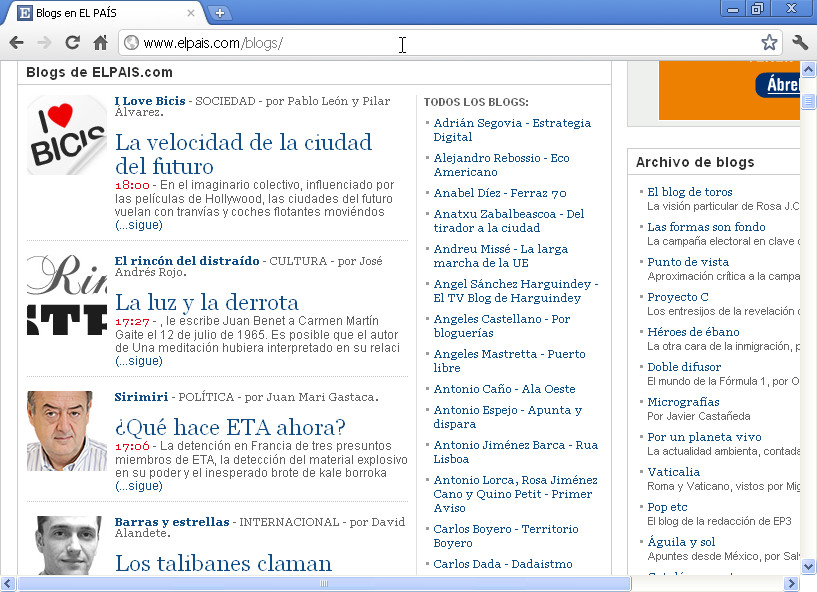 Blogs en EL PAÍS
www.elpais.com/blogs/
Blogs de ELPAIS.com
I
BICIS
I Love Bicis - SOCIEDAD - por Pablo León y Pilar
Álvarez.
La velocidad de la ciudad
del futuro
18:00 - En el imaginario colectivo, influenciado por
las películas de Hollywood, las ciudades del futuro
vuelan con tranvías y coches flotantes moviéndos
(...sigue)
El rincón del distraído - CULTURA - por José
Andrés Rojo.
La luz y la derrota
17:27 - , le escribe Juan Benet a Carmen Martín
Gaite el 12 de julio de 1965. Es posible que el autor
de Una meditación hubiera interpretado en su relaci
(...sigue)
Sirimiri - POLÍTICA - por Juan Mari Gastaca.
¿Qué hace ETA ahora?
17:06 - La detención en Francia de tres presuntos
miembros de ETA, la detección del material explosivo
en su poder y el inesperado brote de kale borroka
(...sigue)
Barras y estrellas - INTERNACIONAL - por David
Alandete.
Los talibanes claman
TODOS LOS BLOGS:
Adrián Segovia - Estrategia
Digital
Alejandro Rebossio - Eco
Americano
Anabel Díez - Ferraz 70
Anatxu Zabalbeascoa - Del
tirador a la ciudad
Andreu Missé - La larga
marcha de la UE
Angel Sánchez Harguindey -
El TV Blog de Harguindey
Angeles Castellano - Por
bloguerías
Angeles Mastretta - Puerto
libre
Antonio Caño - Ala Oeste
Antonio Espejo - Apunta y
dispara
Antonio Jiménez Barca - Rua
Lisboa
Antonio Lorca, Rosa Jiménez
Cano y Quino Petit - Primer
Aviso
Carlos Boyero - Territorio
Boyero
Carlos Dada - Dadaismo
Ábrel
Archivo de blogs
El blog de toros
La visión particular de Rosa J.C
Las formas son fondo
La campaña electoral en clave
Punto de vista
Aproximación crítica a la campa
Proyecto C
Los entresijos de la revelación
Héroes de ébano
La otra cara de la inmigración, p
Doble difusor
El mundo de la Fórmula 1, por O
Micrografías
Por Javier Castañeda
Por un planeta vivo
La actualidad ambiental, contada
Vaticalia
Roma y Vaticano, vistos por Mig
Pop etc
El blog de la redacción de EP3
Águila y sol
Apuntes desde México, por Sal